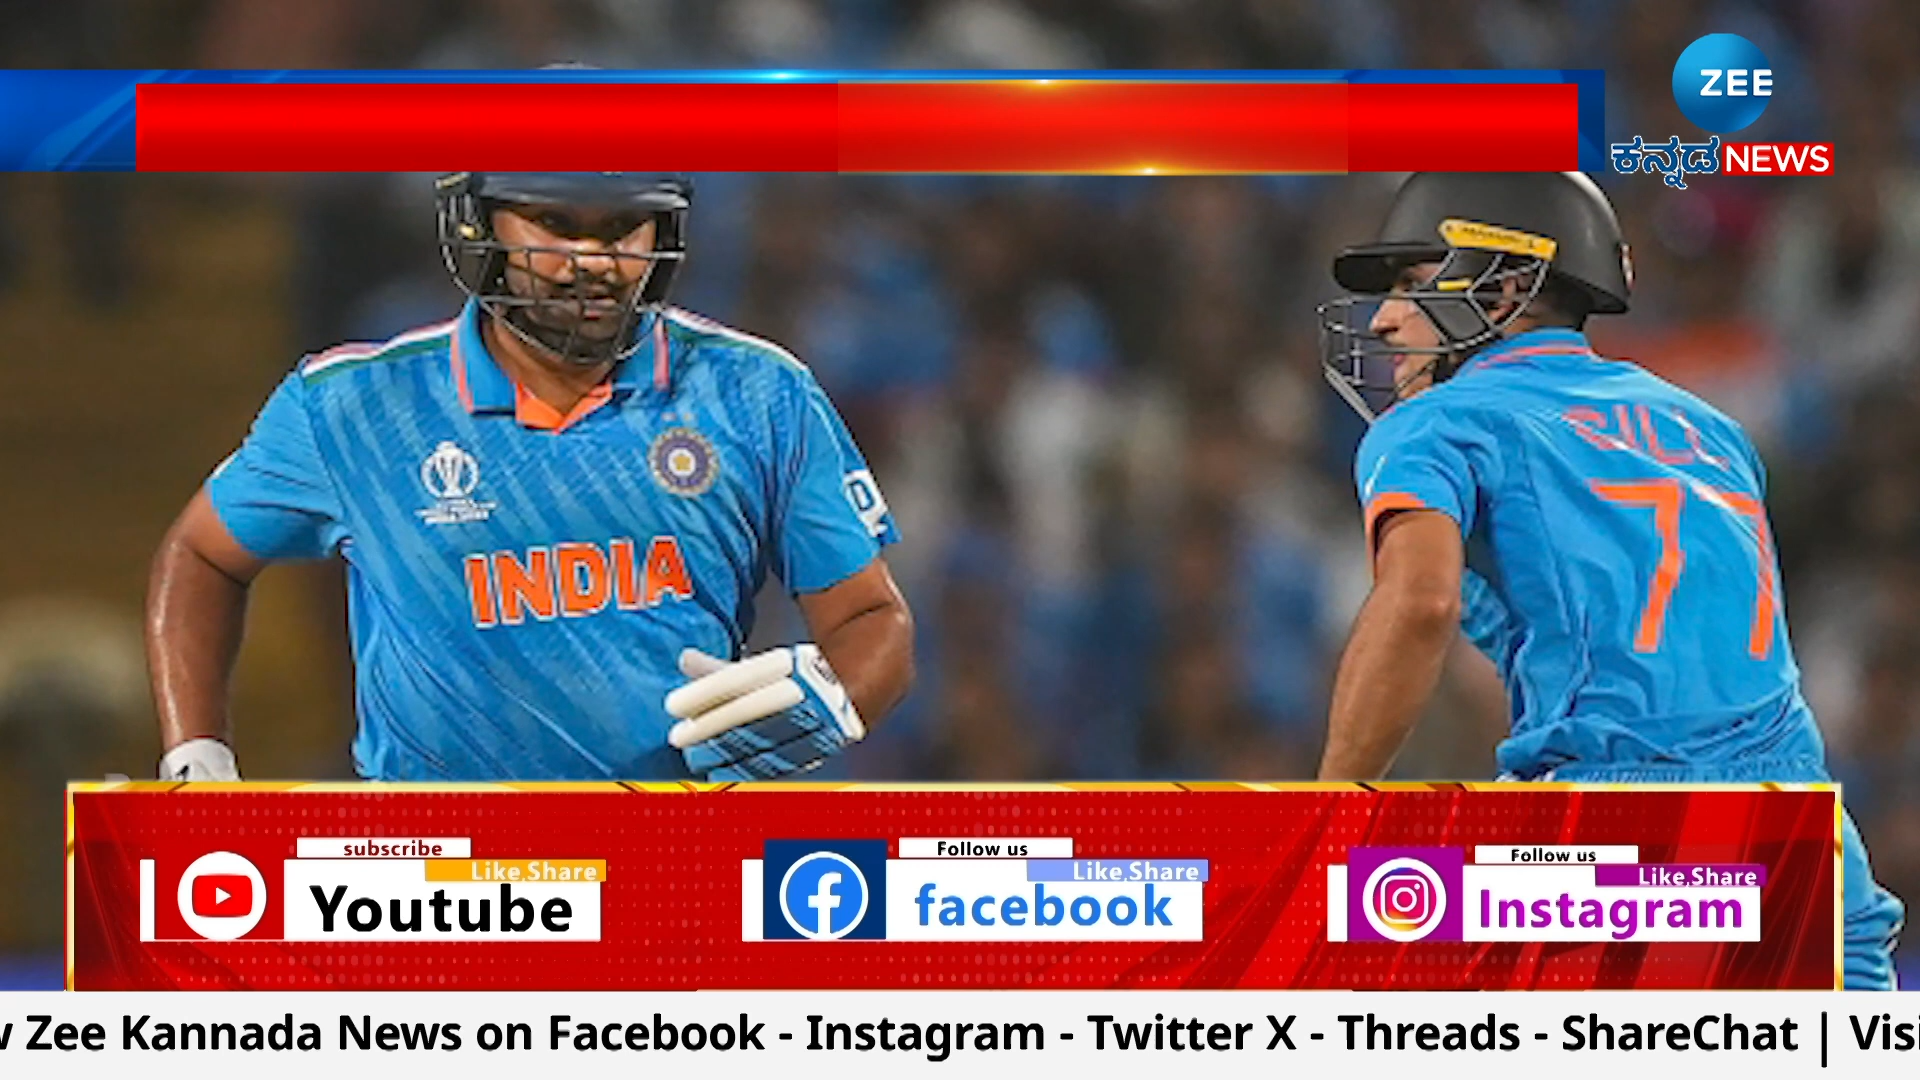 ZEE
ಕನ್ನಡ NEWS
GILL
77
INDIA
subscribe
Like,Share
Youtube
Follow us
Like,Share
facebook
Follow us
Like,Share
Instagram
Zee Kannada News on Facebook - Instagram - Twitter X - Threads - ShareChat |